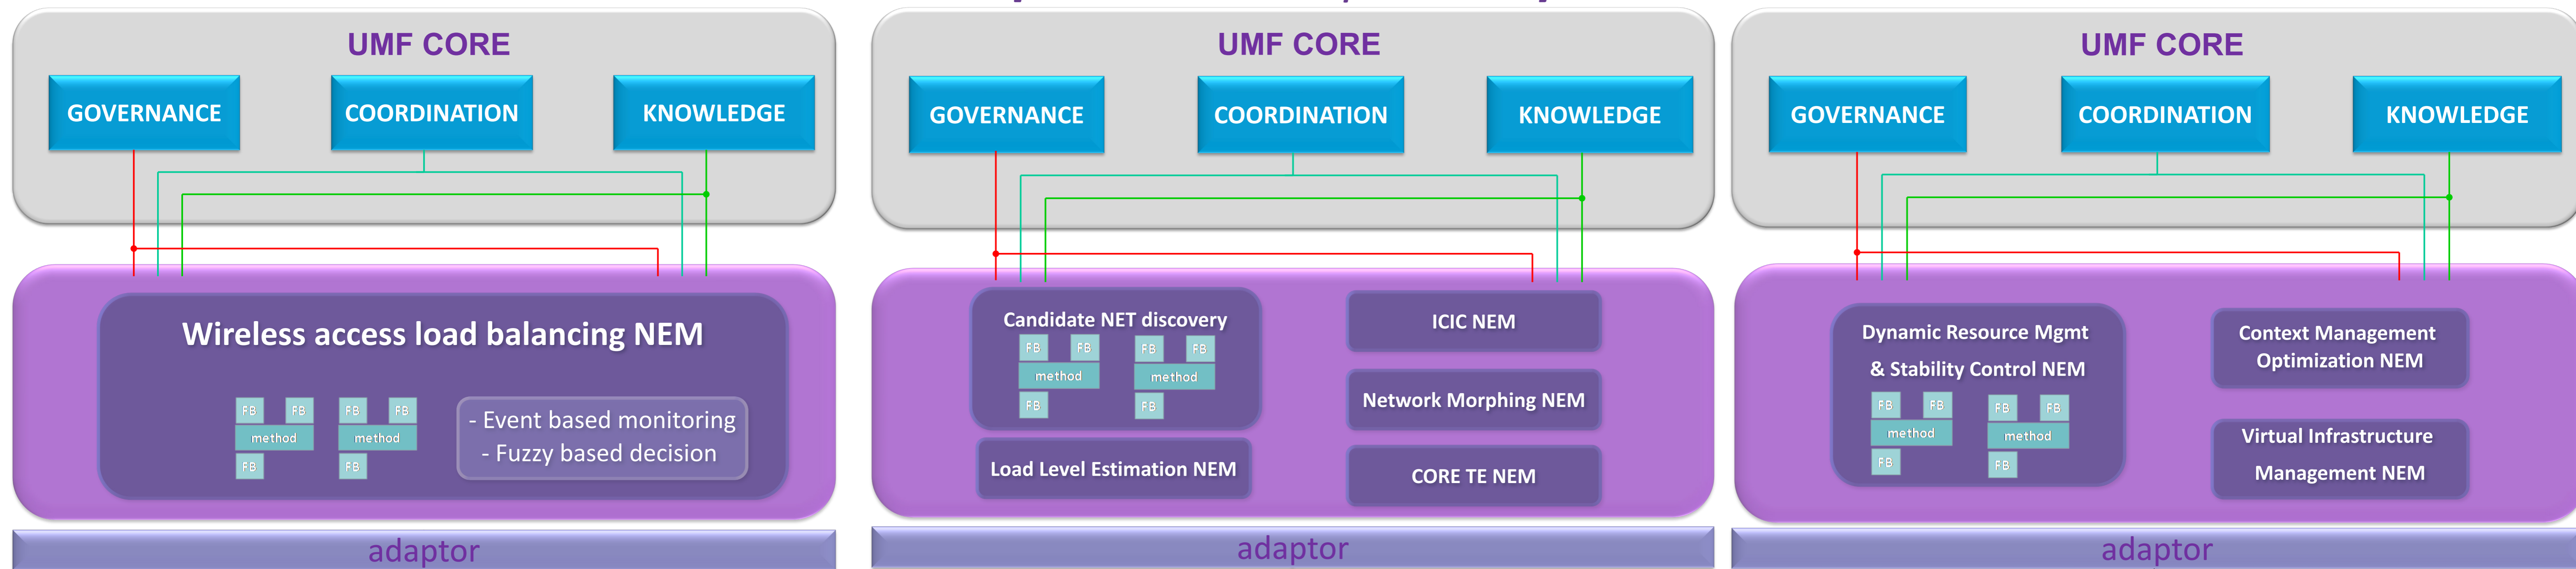 UMF CORE
GOVERNANCE
COORDINATION
KNOWLEDGE
Wireless access load balancing NEM
FB
FB
FB
FB
method
method
FB
FB
- Event based monitoring
- Fuzzy based decision
adaptor
UMF CORE
GOVERNANCE
COORDINATION
KNOWLEDGE
Candidate NET discovery
FB
FB
FB
FB
method
method
FB
FB
Load Level Estimation NEM
ICIC NEM
Network Morphing NEM
CORE TE NEM
adaptor
UMF CORE
GOVERNANCE
COORDINATION
KNOWLEDGE
Dynamic Resource Mgmt
& Stability Control NEM
FB
FB
FB
FB
method
method
FB
FB
Context Management
Optimization NEM
Virtual Infrastructure
Management NEM
adaptor